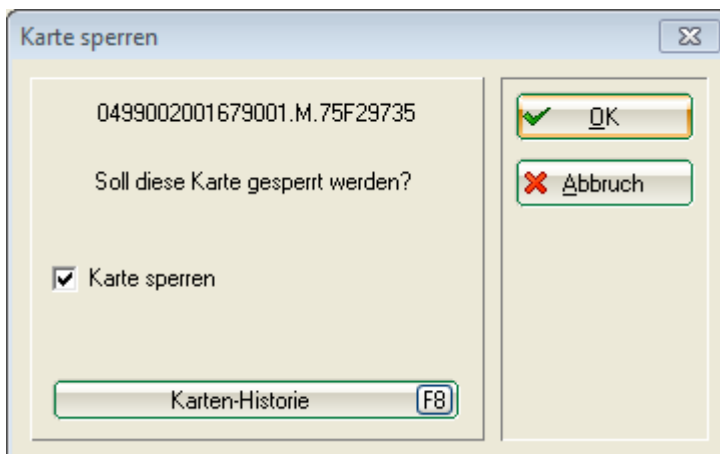 Karte sperren
0499002001679001.M.75F29735
Soll diese Karte gesperrt werden?
Karte sperren
Karten-Historie F8
OK
Abbruch